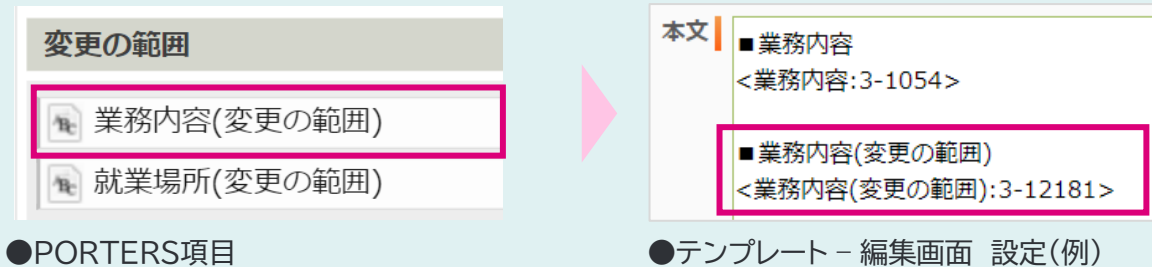 変更の範囲
業務内容(変更の範囲)
就業場所(変更の範囲)
●PORTERS項目
本文
■業務内容
<業務内容:3-1054>
■業務内容(変更の範囲)
<業務内容(変更の範囲):3-12181>
●テンプレート – 編集画面 設定(例)